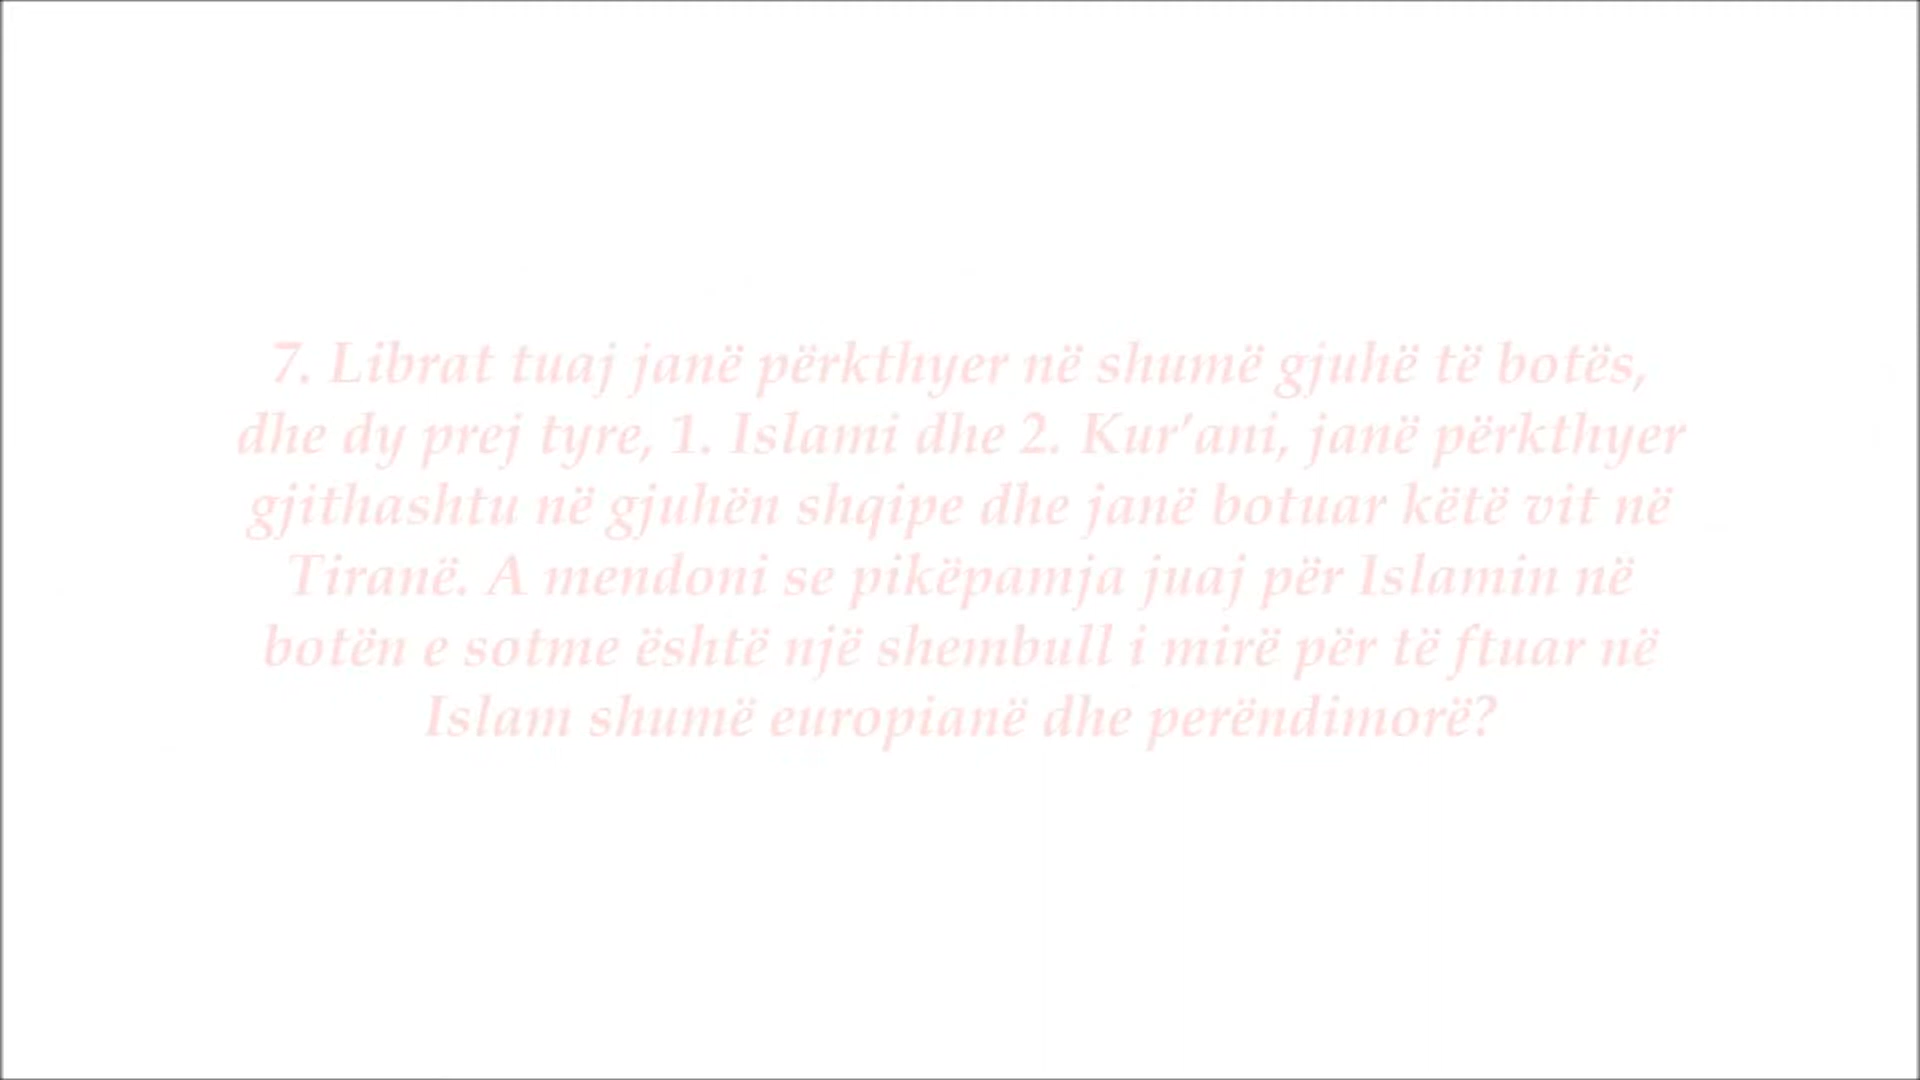 7. Librat tuaj janë përkthyer në shumë gjuhë të botës,
dhe dy prej tyre, 1. Islami dhe 2. Kur’ani, janë përkthyer
gjithashtu në gjuhën shqipe dhe janë botuar këtë vit në
Tiranë. A mendoni se pikëpamja juaj për Islamin në
botën e sotme është një shembull i mirë për të ftuar në
Islam shumë europianë dhe perëndimorë?